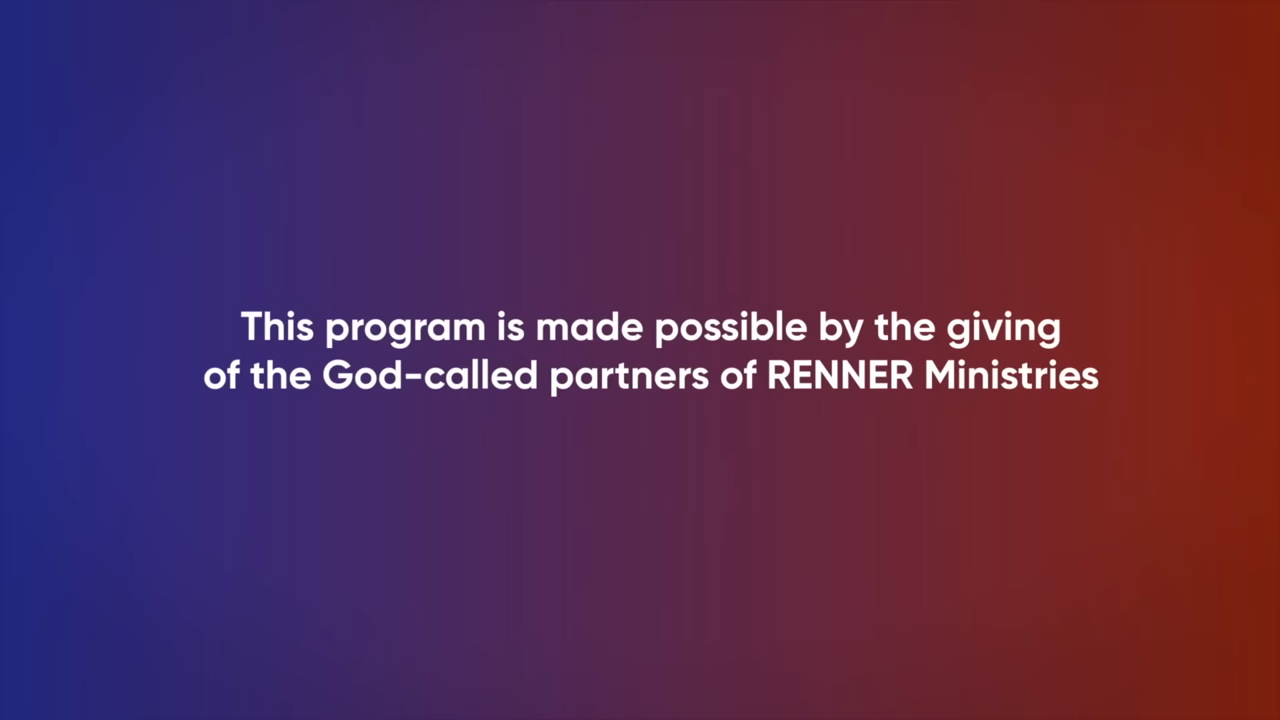 This program is made possible by the giving
of the God-called partners of RENNER Ministries